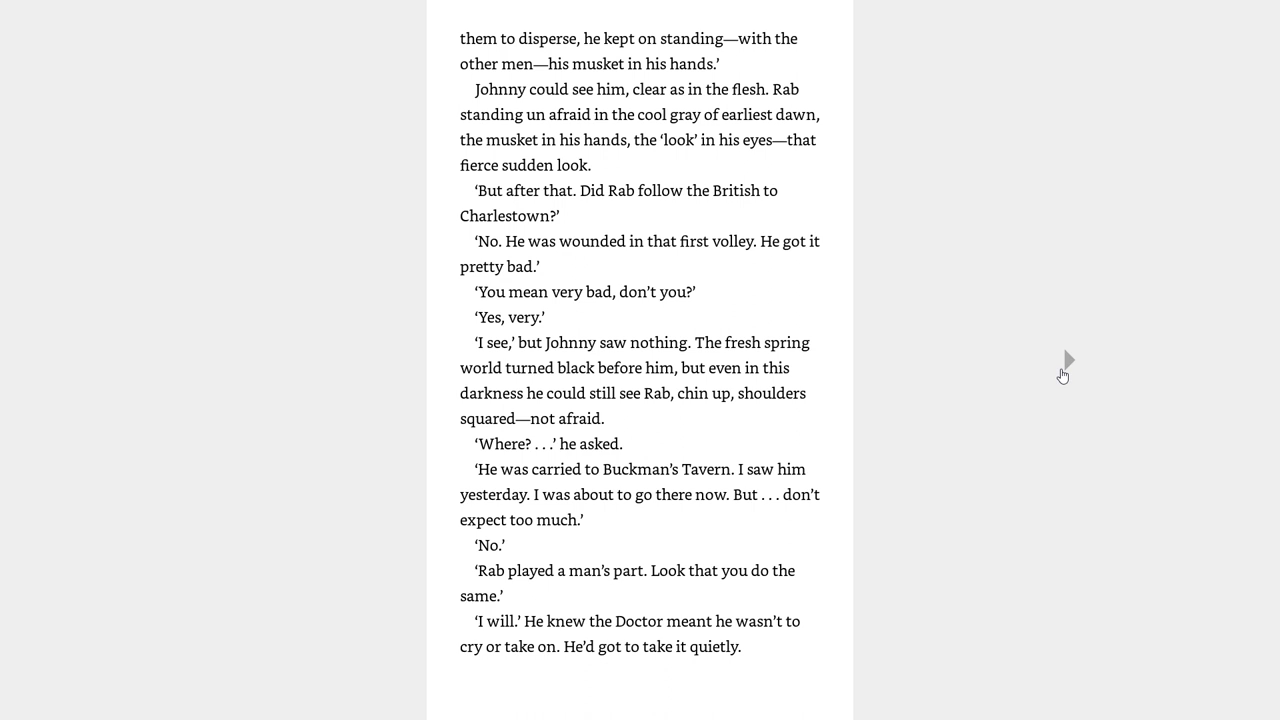 them to disperse, he kept on standing—with the
other men—his musket in his hands.’
Johnny could see him, clear as in the flesh. Rab
standing un afraid in the cool gray of earliest dawn,
the musket in his hands, the ‘look’ in his eyes—that
fierce sudden look.
‘But after that. Did Rab follow the British to
Charlestown?’
‘No. He was wounded in that first volley. He got it
pretty bad.’
‘You mean very bad, don’t you?’
‘Yes, very.’
‘I see,’ but Johnny saw nothing. The fresh spring
world turned black before him, but even in this
darkness he could still see Rab, chin up, shoulders
squared—not afraid.
‘Where? . . .’ he asked.
‘He was carried to Buckman’s Tavern. I saw him
yesterday. I was about to go there now. But . . . don’t
expect too much.’
‘No.’
‘Rab played a man’s part. Look that you do the
same.’
‘I will.’ He knew the Doctor meant he wasn’t to
cry or take on. He’d got to take it quietly.